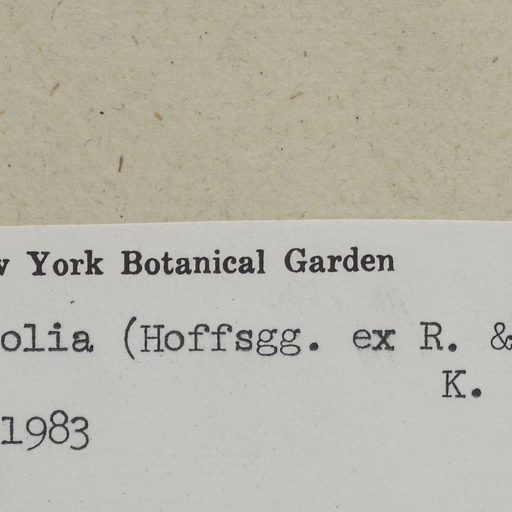 w York Botanical Garden
olia (Hoffsgg. ex R. &
K.
1983